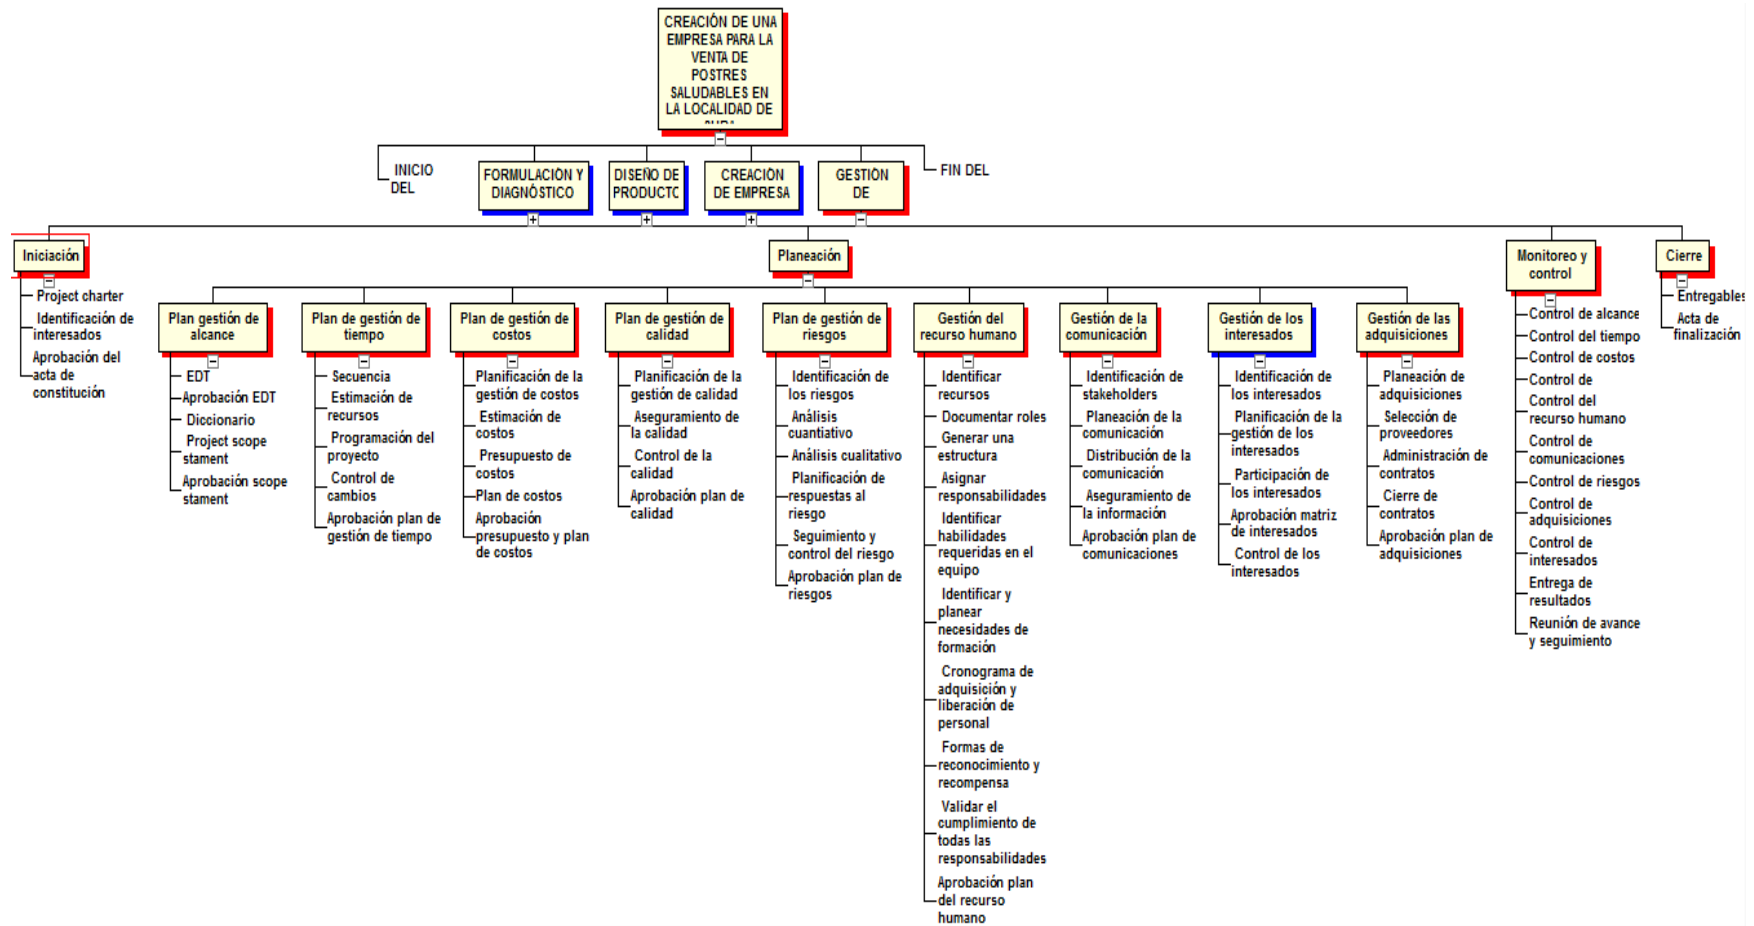 CREACIÓN DE UNA
EMPRESA PARA LA
VENTA DE
POSTRES
SALUDABLES EN
LA LOCALIDAD DE
INICIO
DEL
FORMULACIÓN Y
DIAGNÓSTICO
DISEÑO DE
PRODUCTO
CREACIÓN
DE EMPRESA
GESTIÓN
DE
FIN DEL
Iniciación
Project charter
Identificación de
interesados
Aprobación del
acta de
constitución
Planeación
Plan gestión de
alcance
EDT
Aprobación EDT
Diccionario
Project scope
stament
Aprobación scope
stament
Plan de gestión de
tiempo
Secuencia
Estimación de
recursos
Programación del
proyecto
Control de
cambios
Aprobación plan de
gestión de tiempo
Plan de gestión de
costos
Planificación de la
gestión de costos
Estimación de
costos
Presupuesto de
costos
Plan de costos
Aprobación
presupuesto y plan
de costos
Plan de gestión de
calidad
Planificación de la
gestión de calidad
Aseguramiento de
la calidad
Control de la
calidad
Aprobación plan de
calidad
Plan de gestión de
riesgos
Identificación de
los riesgos
Análisis
cuantiativo
Análisis cualitativo
Planificación de
respuestas al
riesgo
Seguimiento y
control del riesgo
Aprobación plan de
riesgos
Gestión del
recurso humano
Identificar
recursos
Documentar roles
Generar una
estructura
Asignar
responsabilidades
Identificar
habilidades
requeridas en el
equipo
Identificar y
planear
necesidades de
formación
Cronograma de
adquisición y
liberación de
personal
Formas de
reconocimiento y
recompensa
Validar el
cumplimiento de
todas las
responsabilidades
Aprobación plan
del recurso
humano
Gestión de la
comunicación
Identificación de
stakeholders
Planeación de la
comunicación
Distribución de la
comunicación
Aseguramiento de
la información
Aprobación plan de
comunicaciones
Gestión de los
interesados
Identificación de
los interesados
Planificación de la
gestión de los
interesados
Participación de
los interesados
Aprobación matriz
de interesados
Control de los
interesados
Gestión de las
adquisiciones
Planeación de
adquisiciones
Selección de
proveedores
Administración de
contratos
Cierre de
contratos
Aprobación plan de
adquisiciones
Monitoreo y
control
Control de alcance
Control del tiempo
Control de costos
Control de
Control del
recurso humano
Control de
comunicaciones
Control de riesgos
Control de
adquisiciones
Control de
interesados
Entrega de
resultados
Reunión de avance
y seguimiento
Cierre
Entregables
Acta de
finalización